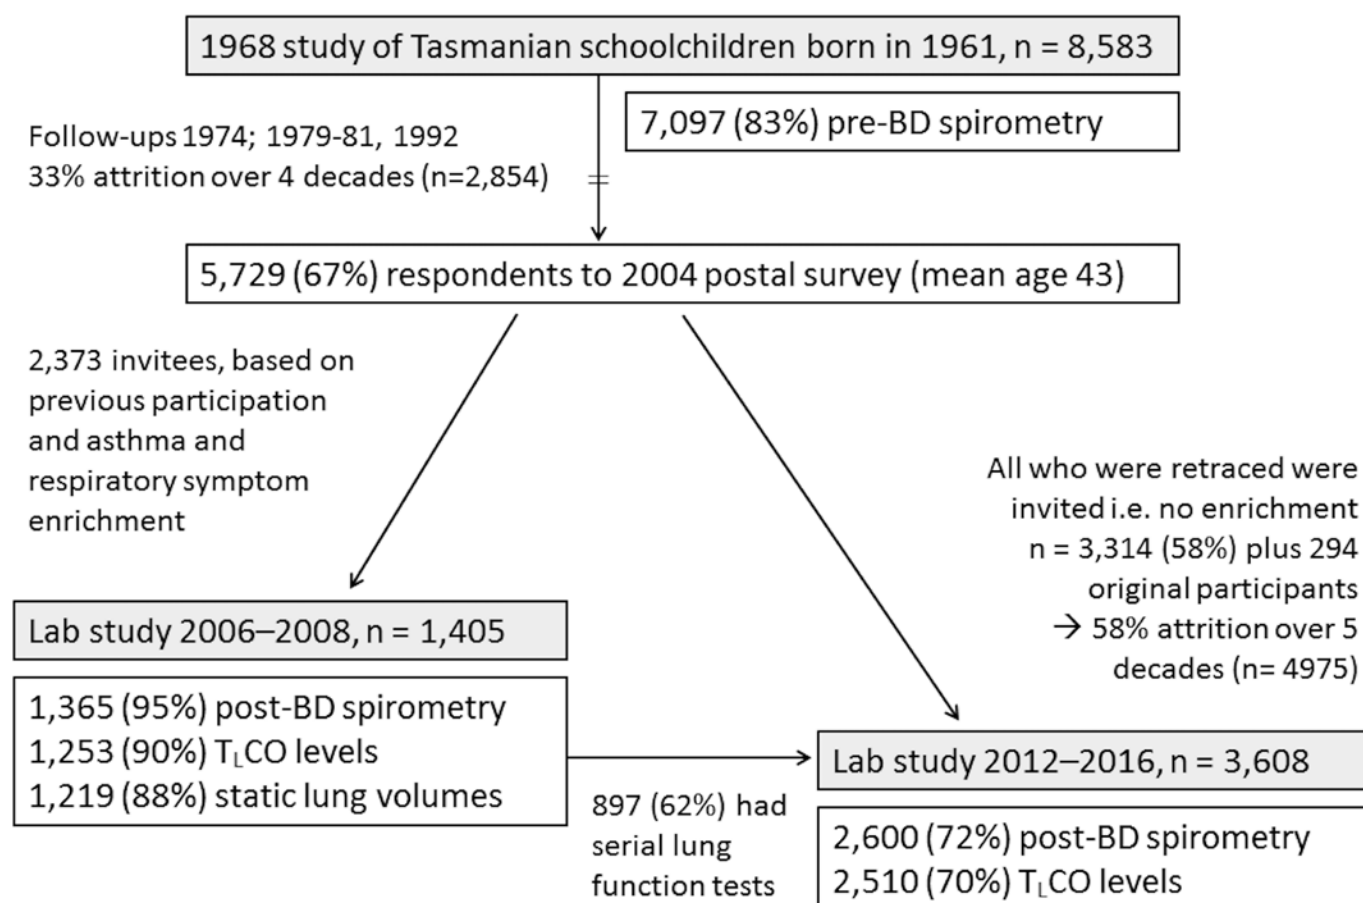 1968 study of Tasmanian schoolchildren born in 1961, n = 8,583
7,097 (83%) pre-BD spirometry
Follow-ups 1974; 1979-81, 1992
33% attrition over 4 decades (n=2,854)
5,729 (67%) respondents to 2004 postal survey (mean age 43)
2,373 invitees, based on
previous participation
and asthma and
respiratory symptom
enrichment
All who were retraced were
invited i.e. no enrichment
n = 3,314 (58%) plus 294
original participants
→ 58% attrition over 5
decades (n= 4975)
Lab study 2006–2008, n = 1,405
1,365 (95%) post-BD spirometry
1,253 (90%) TLCO levels
1,219 (88%) static lung volumes
897 (62%) had
serial lung
function tests
Lab study 2012–2016, n = 3,608
2,600 (72%) post-BD spirometry
2,510 (70%) TLCO levels